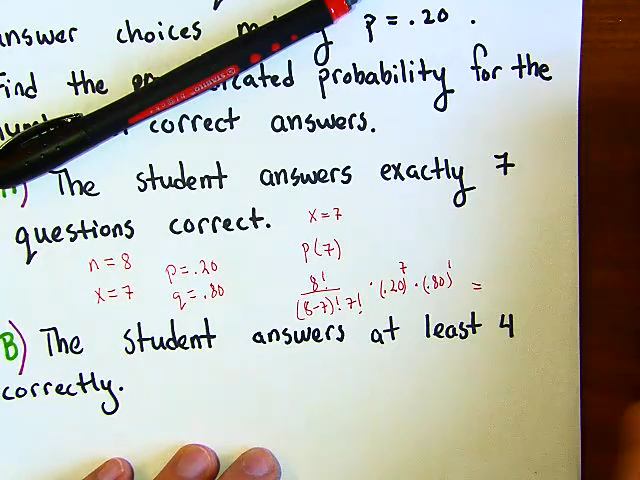 answer choices p = .20 .
Find the indicated probability for the
correct answers.
A) The student answers exactly 7
questions correct. x = 7
P(7)
n = 8 p = .20
x = 7 q = .80
8! / (8-7)! 7! · (.20)^7 · (.80)^1 =
B) The student answers at least 4
correctly.